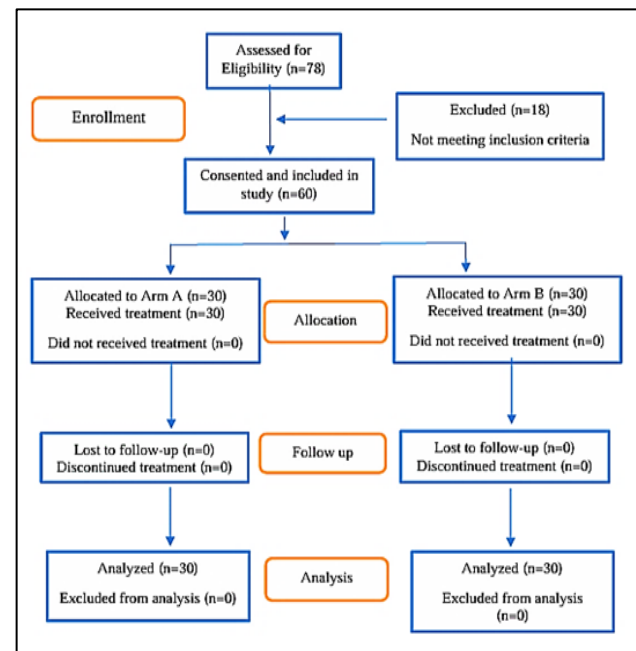 Assessed for
Eligibility (n=78)
Enrollment
Excluded (n=18)
Not meeting inclusion criteria
Consented and included in
study (n=60)
Allocated to Arm A (n=30)
Received treatment (n=30)
Did not received treatment (n=0)
Allocation
Allocated to Arm B (n=30)
Received treatment (n=30)
Did not received treatment (n=0)
Lost to follow-up (n=0)
Discontinued treatment (n=0)
Follow up
Lost to follow-up (n=0)
Discontinued treatment (n=0)
Analyzed (n=30)
Excluded from analysis (n=0)
Analysis
Analyzed (n=30)
Excluded from analysis
(n=0)